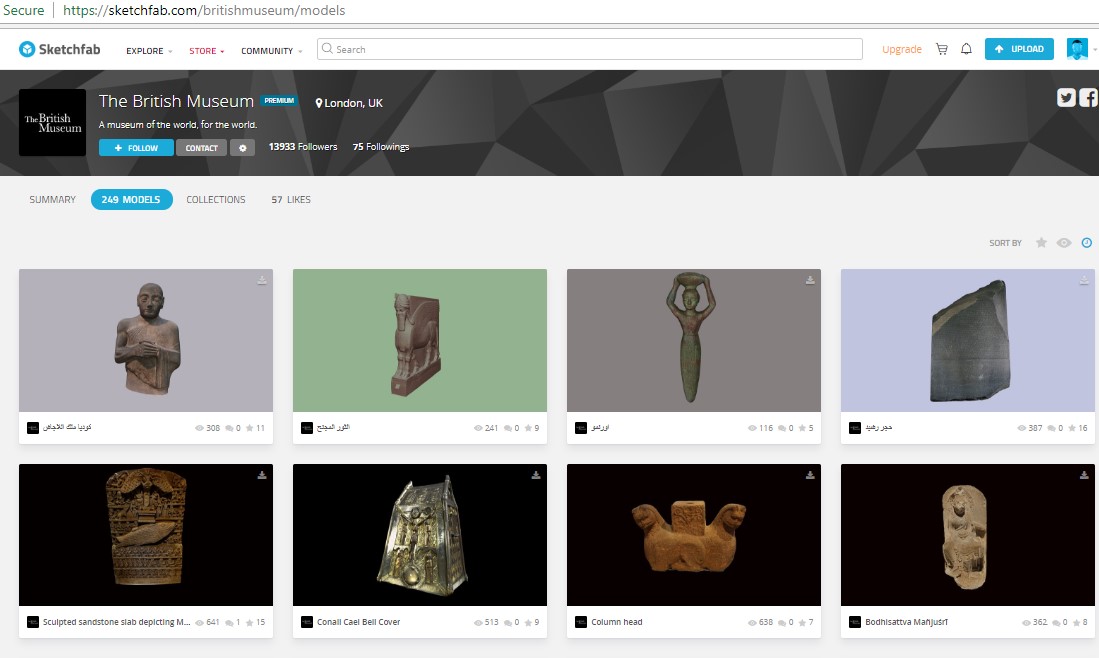 Secure https://sketchfab.com/britishmuseum/models
Sketchfab EXPLORE STORE COMMUNITY Search Upgrade UPLOAD
The British Museum The British Museum PREMIUM London, UK
A museum of the world, for the world.
FOLLOW CONTACT 13933 Followers 75 Followings
SUMMARY 249 MODELS COLLECTIONS 57 LIKES
SORT BY
كوديا ملك اللاجاش 308 0 11
الثور المجنح 241 0 9
اورنمو 116 0 5
حجر رشيد 387 0 16
Sculpted sandstone slab depicting M... 641 1 15
Conall Cael Bell Cover 513 0 9
Column head 638 0 7
Bodhisattva Mañjuśrī 362 0 8